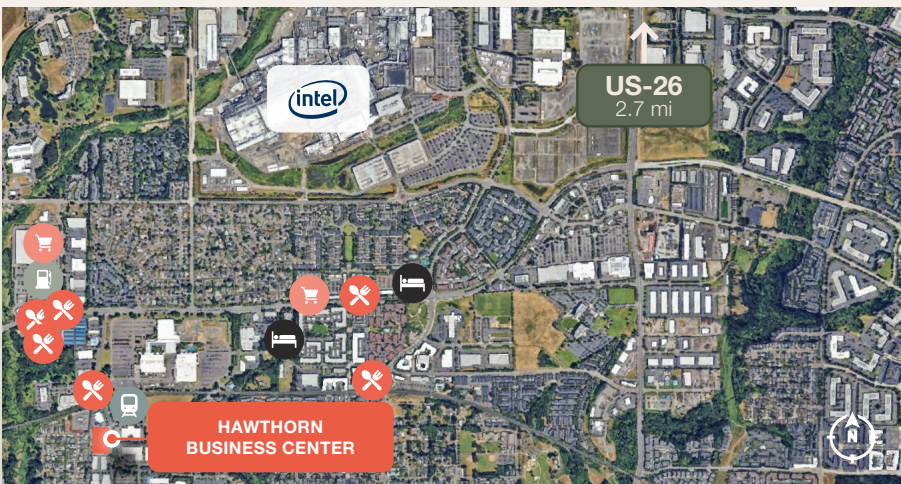 intel
US-26
2.7 mi
HAWTHORN
BUSINESS CENTER
N